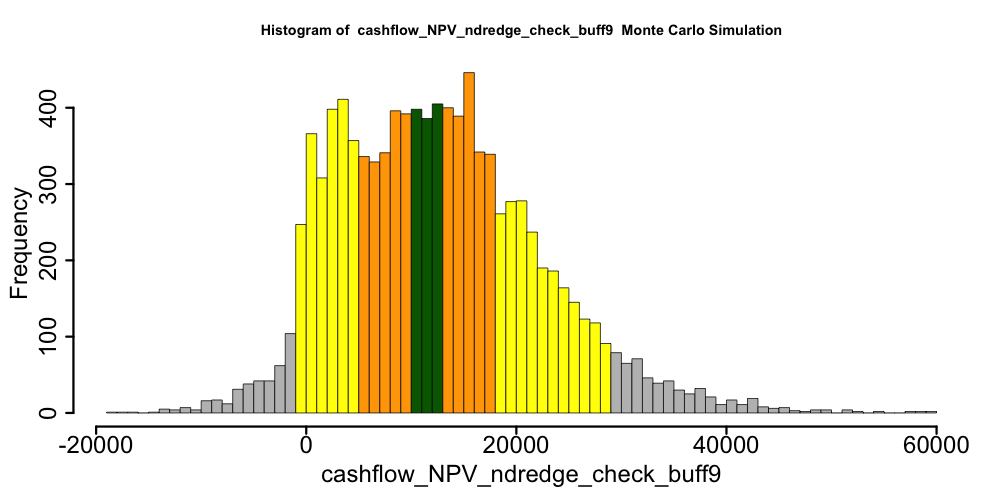 Histogram of  cashflow_NPV_ndredge_check_buff9  Monte Carlo Simulation
Frequency
400
300
200
100
0
-20000 0 20000 40000 60000
cashflow_NPV_ndredge_check_buff9